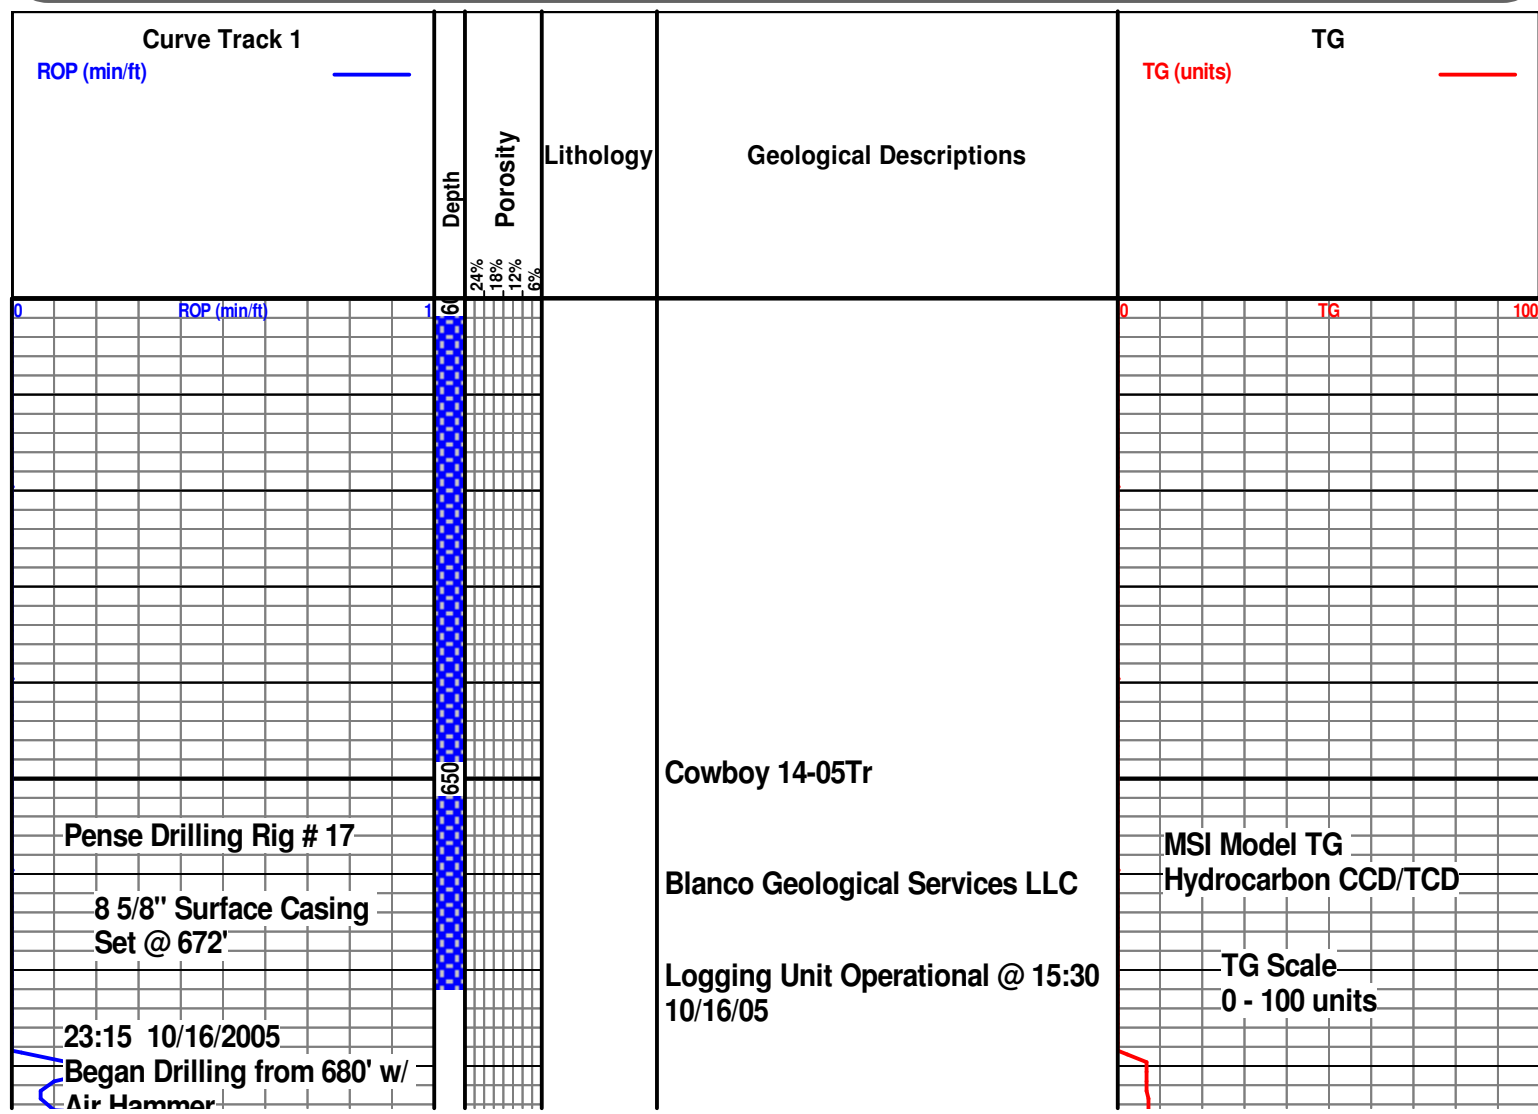 Curve Track 1
ROP (min/ft)
Depth
Porosity
24%
18%
12%
6%
Lithology
Geological Descriptions
TG
TG (units)
0 ROP (min/ft) 1
0 TG 100
650
Cowboy 14-05Tr
Pense Drilling Rig # 17
8 5/8" Surface Casing
Set @ 672'
Blanco Geological Services LLC
MSI Model TG
Hydrocarbon CCD/TCD
Logging Unit Operational @ 15:30
10/16/05
TG Scale
0 - 100 units
23:15 10/16/2005
Began Drilling from 680' w/
Air Hammer